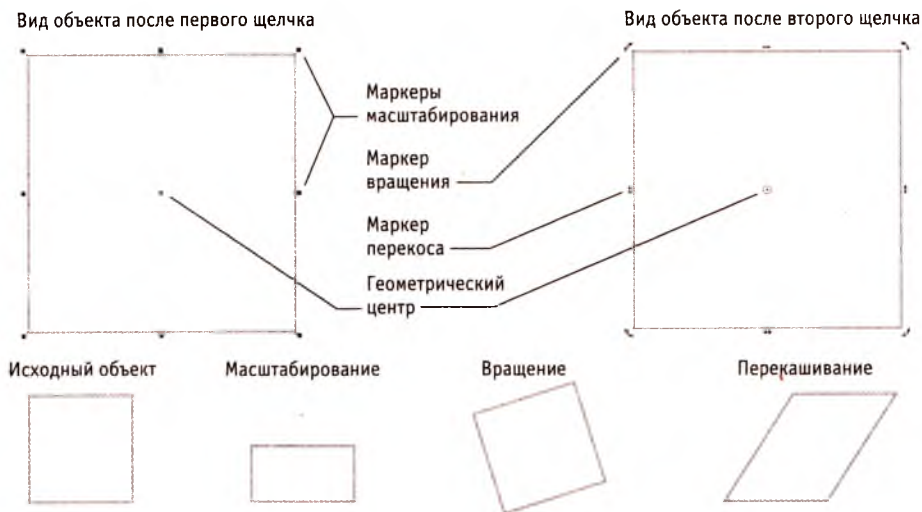 Вид объекта после первого щелчка
Вид объекта после второго щелчка
Маркеры
масштабирования
Маркер
вращения
Маркер
перекоса
Геометрический
центр
Исходный объект
Масштабирование
Вращение
Перекашивание